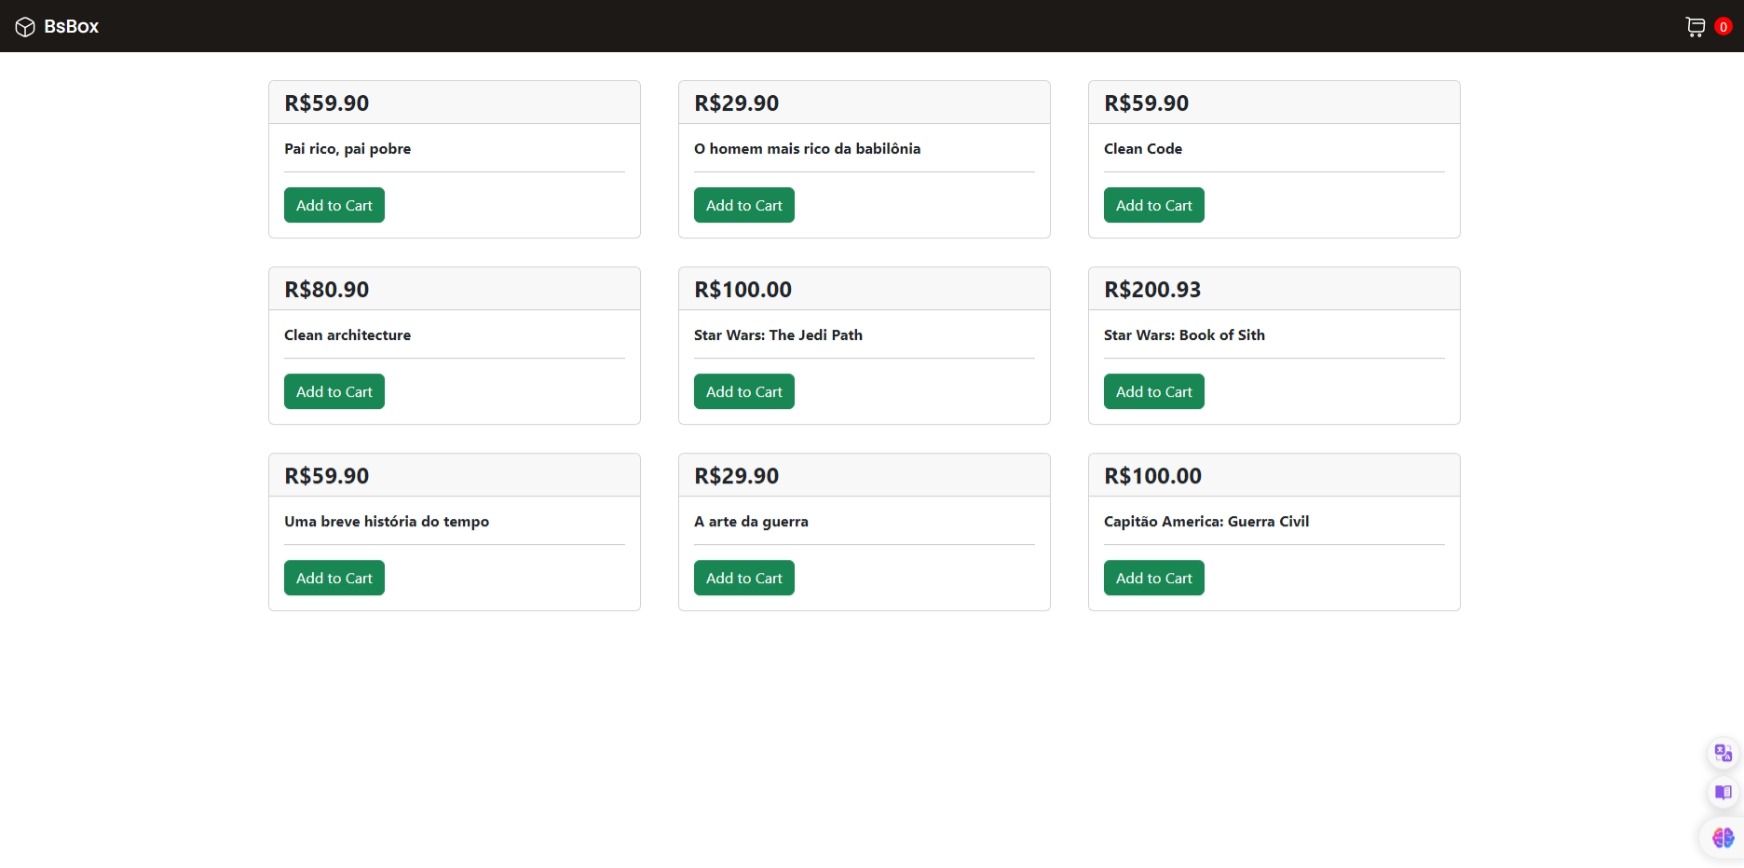 BsBox
0
R$59.90
R$29.90
R$59.90
Pai rico, pai pobre
O homem mais rico da babilônia
Clean Code
Add to Cart
Add to Cart
Add to Cart
R$80.90
R$100.00
R$200.93
Clean architecture
Star Wars: The Jedi Path
Star Wars: Book of Sith
Add to Cart
Add to Cart
Add to Cart
R$59.90
R$29.90
R$100.00
Uma breve história do tempo
A arte da guerra
Capitão America: Guerra Civil
Add to Cart
Add to Cart
Add to Cart